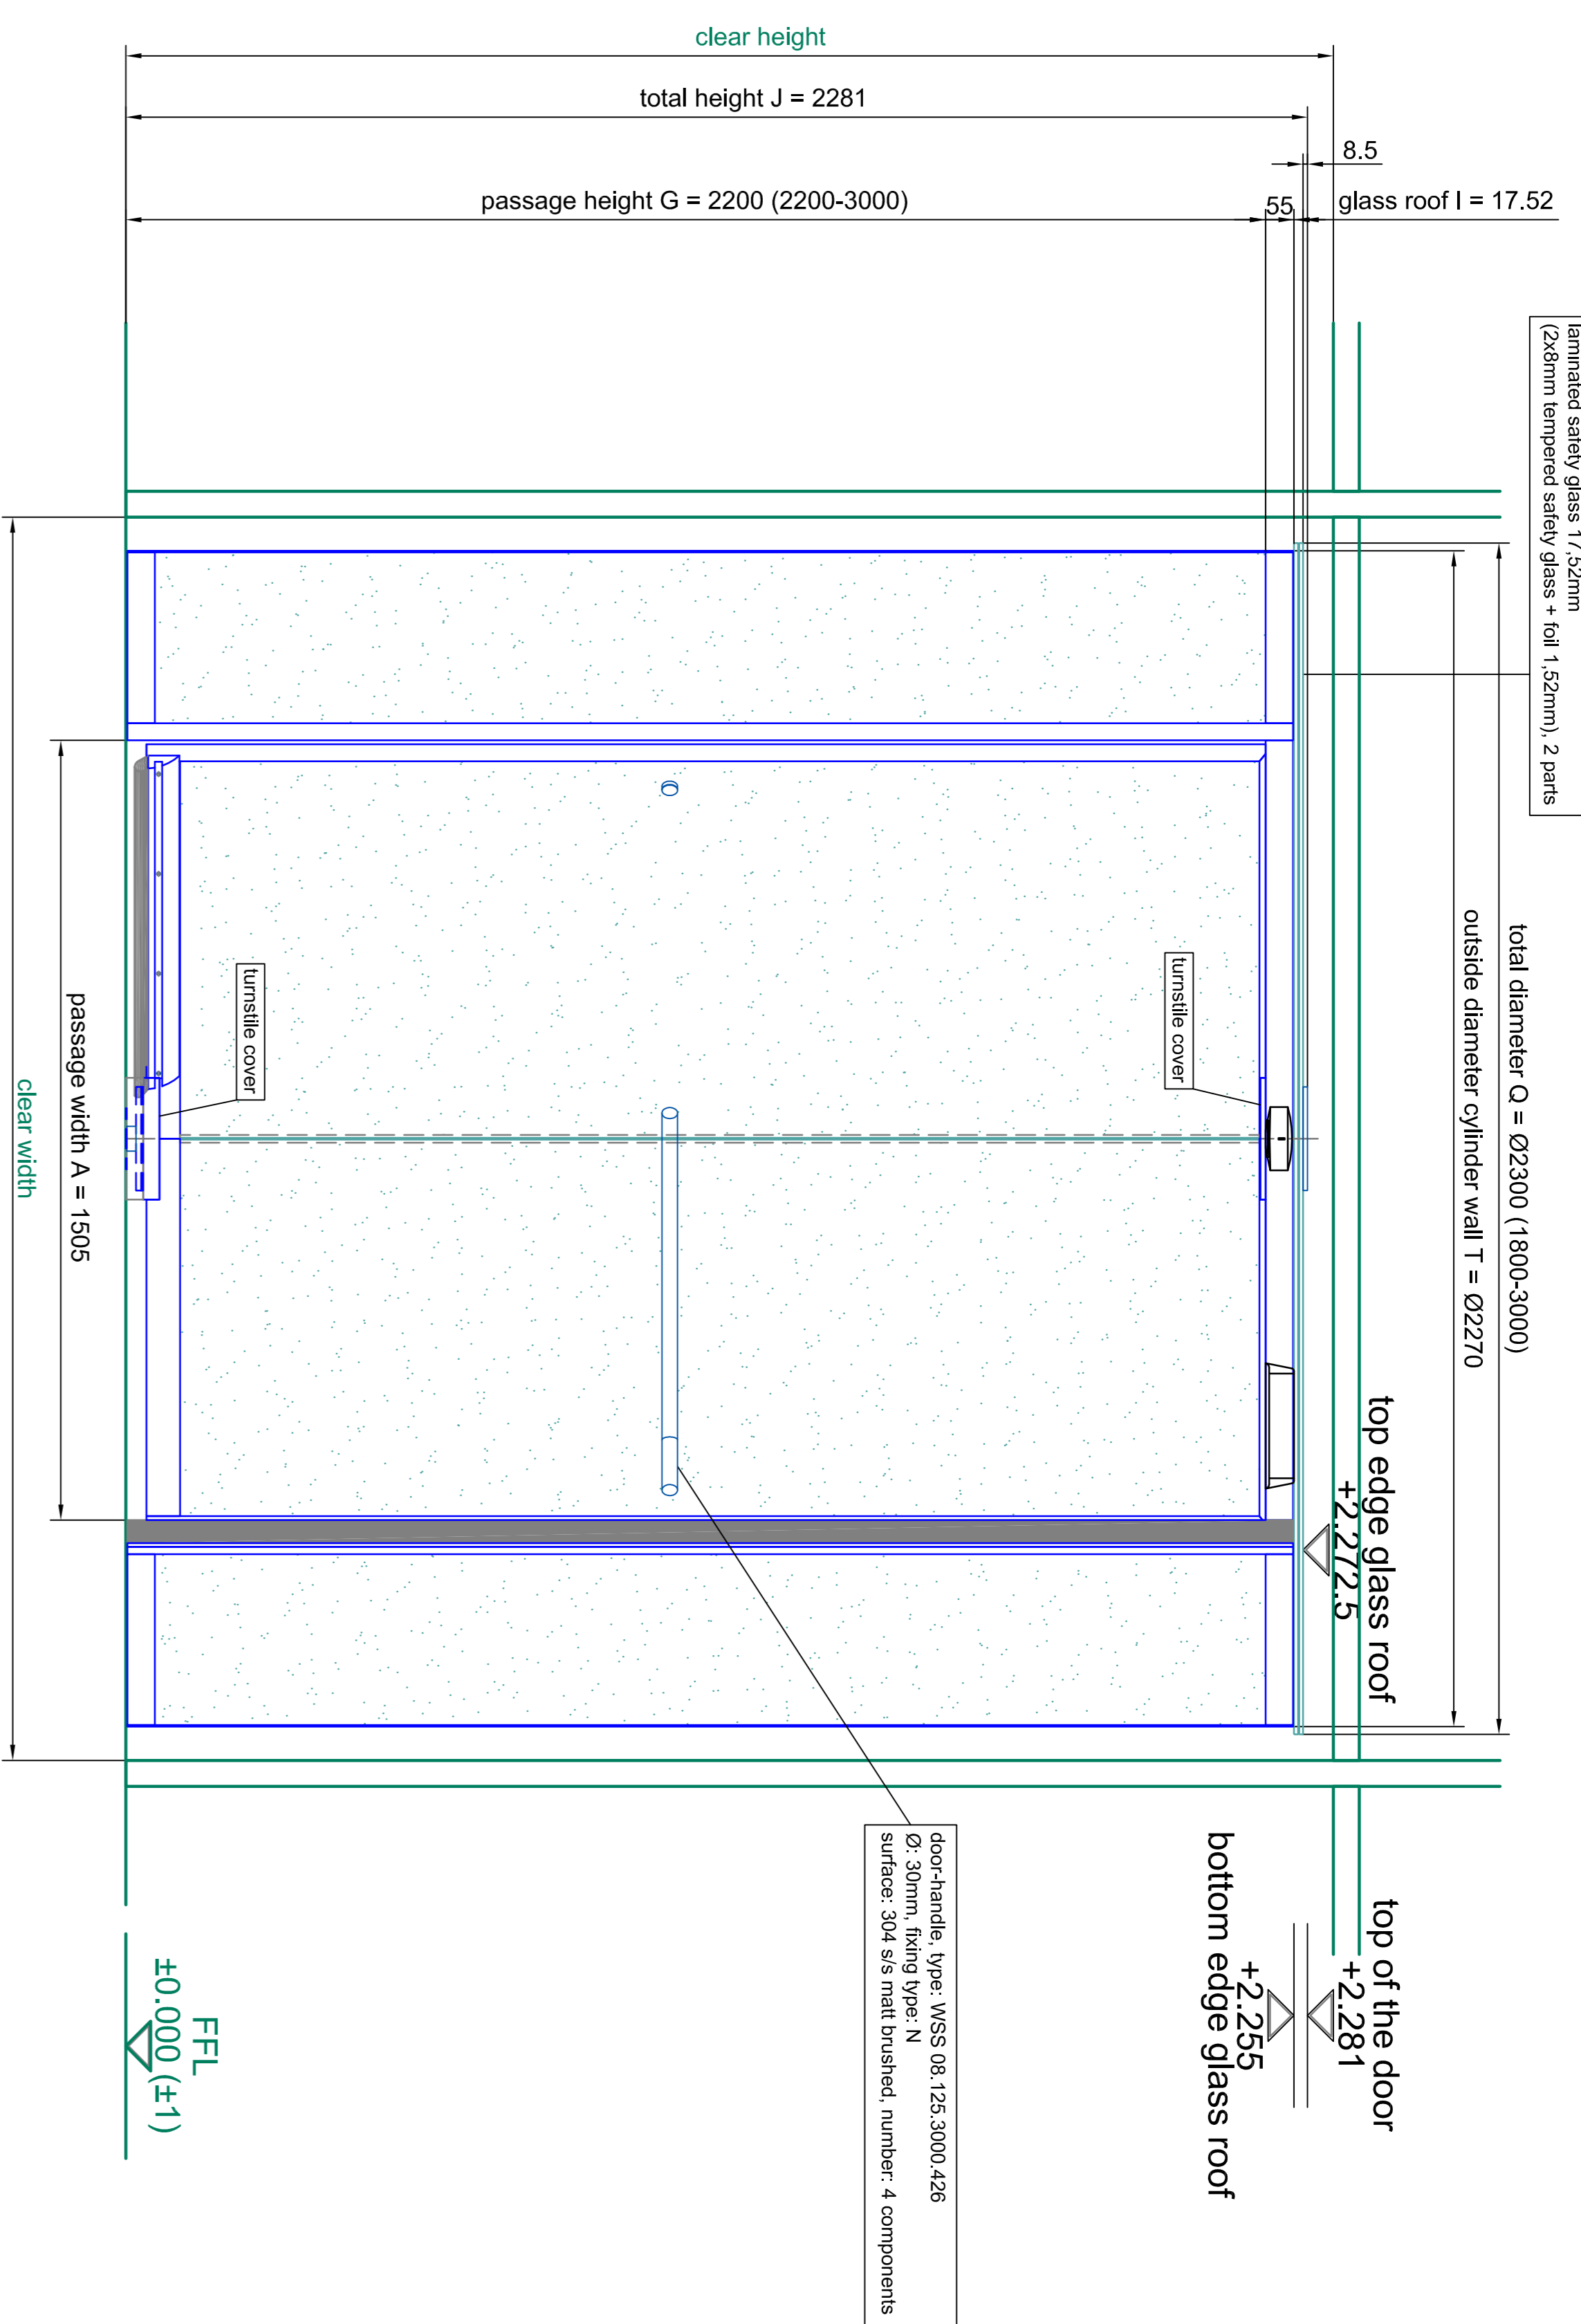 clear height
total height J = 2281
8.5
passage height G = 2200 (2200-3000)
55
glass roof I = 17.52
laminated safety glass 17,52mm
(2x8mm tempered safety glass + foil 1,52mm), 2 parts
total diameter Q = Ø2300 (1800-3000)
outside diameter cylinder wall T = Ø2270
top edge glass roof
+2.272.5
top of the door
+2.281
+2.255
bottom edge glass roof
turnstile cover
turnstile cover
door-handle, type: WSS 08.125.3000.426
Ø: 30mm, fixing type: N
surface: 304 s/s matt brushed, number: 4 components
FFL
±0.000 (±1)
passage width A = 1505
clear width